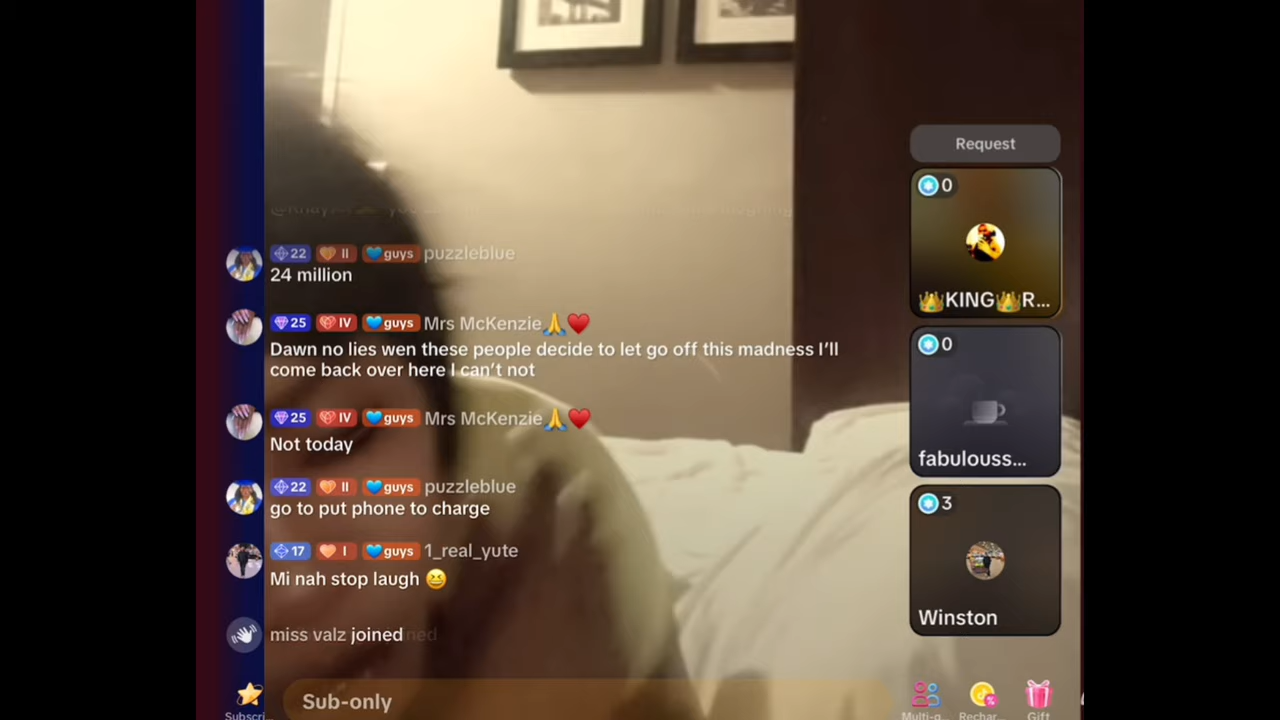 Request
0
👑KING👑R...
22 II 💙guys puzzleblue
24 million
25 IV 💙guys Mrs McKenzie🙏♥️
Dawn no lies wen these people decide to let go off this madness I'll
come back over here I can't not
0
fabulouss...
25 IV 💙guys Mrs McKenzie🙏♥️
Not today
22 II 💙guys puzzleblue
go to put phone to charge
3
Winston
17 I 💙guys 1_real_yute
Mi nah stop laugh 😆
miss valz joined
Sub-only
Subscri...
Multi-g...
Rechar...
Gift